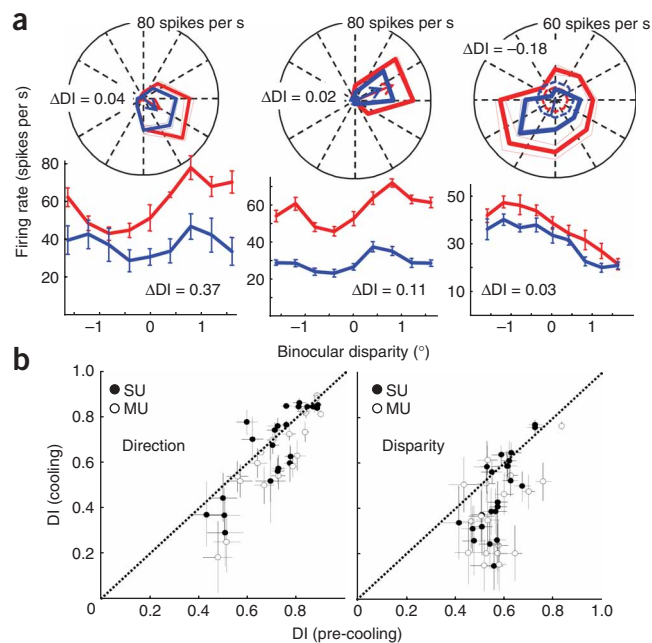 a
80 spikes per s
80 spikes per s
60 spikes per s
ΔDI = 0.04
ΔDI = 0.02
ΔDI = –0.18
Firing rate (spikes per s)
80
60
40
20
80
60
40
20
50
30
10
ΔDI = 0.37
ΔDI = 0.11
ΔDI = 0.03
–1 0 1
–1 0 1
–1 0 1
Binocular disparity (°)
b
DI (cooling)
1.0
0.8
0.6
0.4
0.2
0
SU
MU
Direction
SU
MU
Disparity
0 0.2 0.4 0.6 0.8
0 0.2 0.4 0.6 0.8 1.0
DI (pre-cooling)